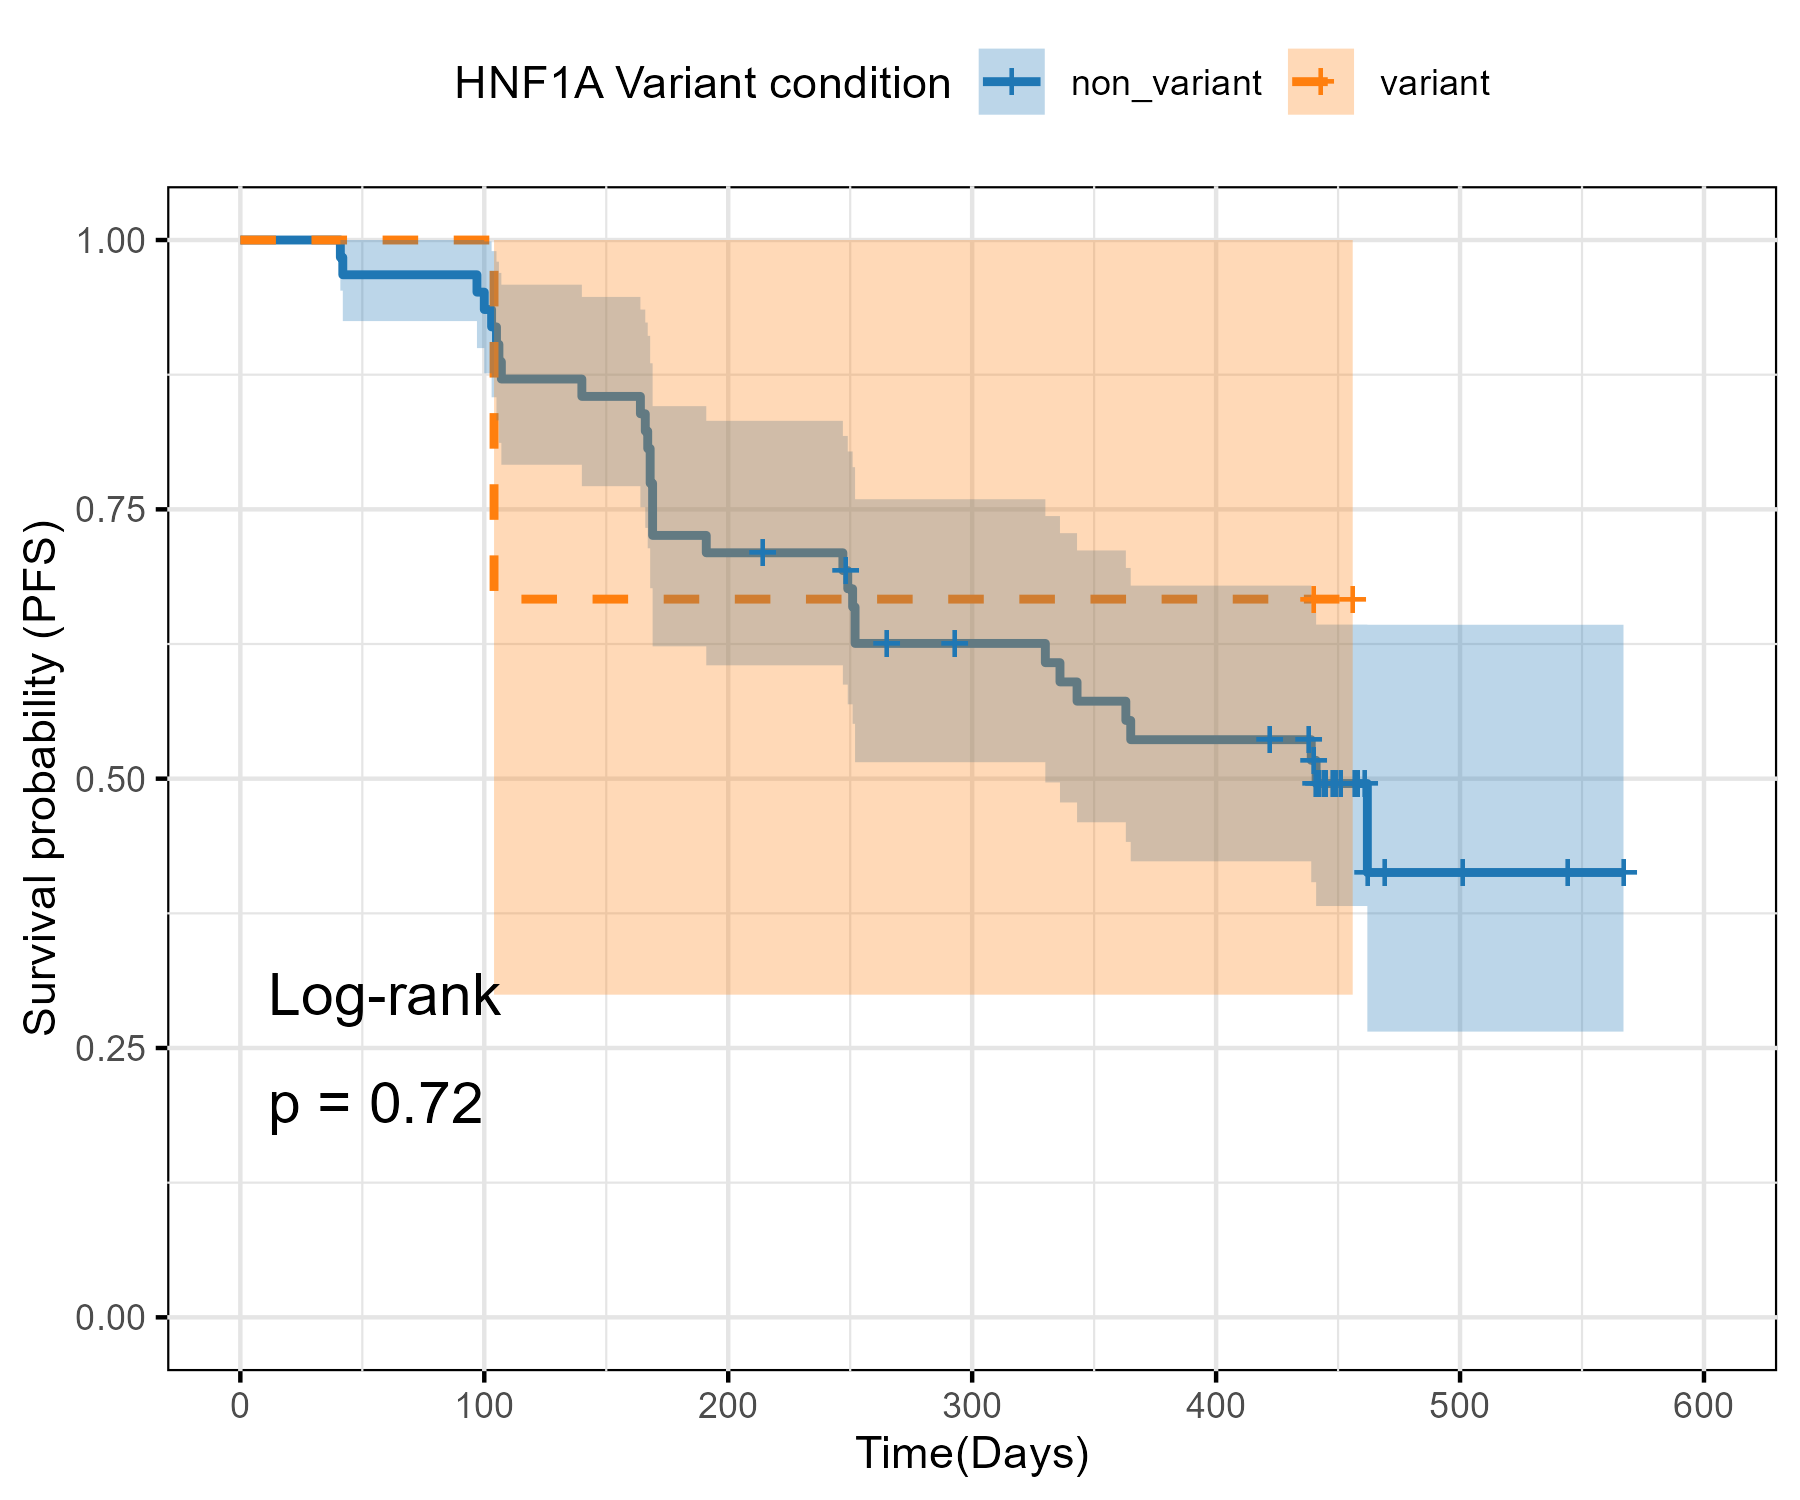 HNF1A Variant condition non_variant variant
Survival probability (PFS)
1.00
0.75
0.50
0.25
0.00
Log-rank
p = 0.72
0 100 200 300 400 500 600
Time(Days)